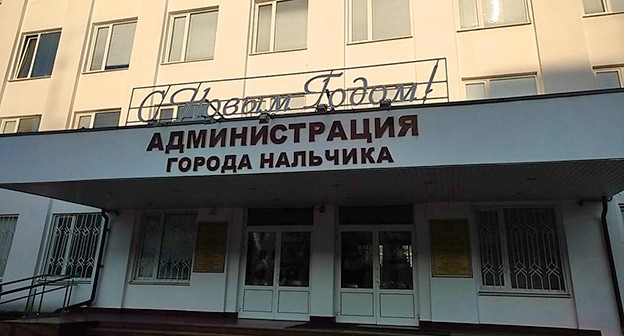 С Новым Годом!
АДМИНИСТРАЦИЯ
ГОРОДА НАЛЬЧИКА